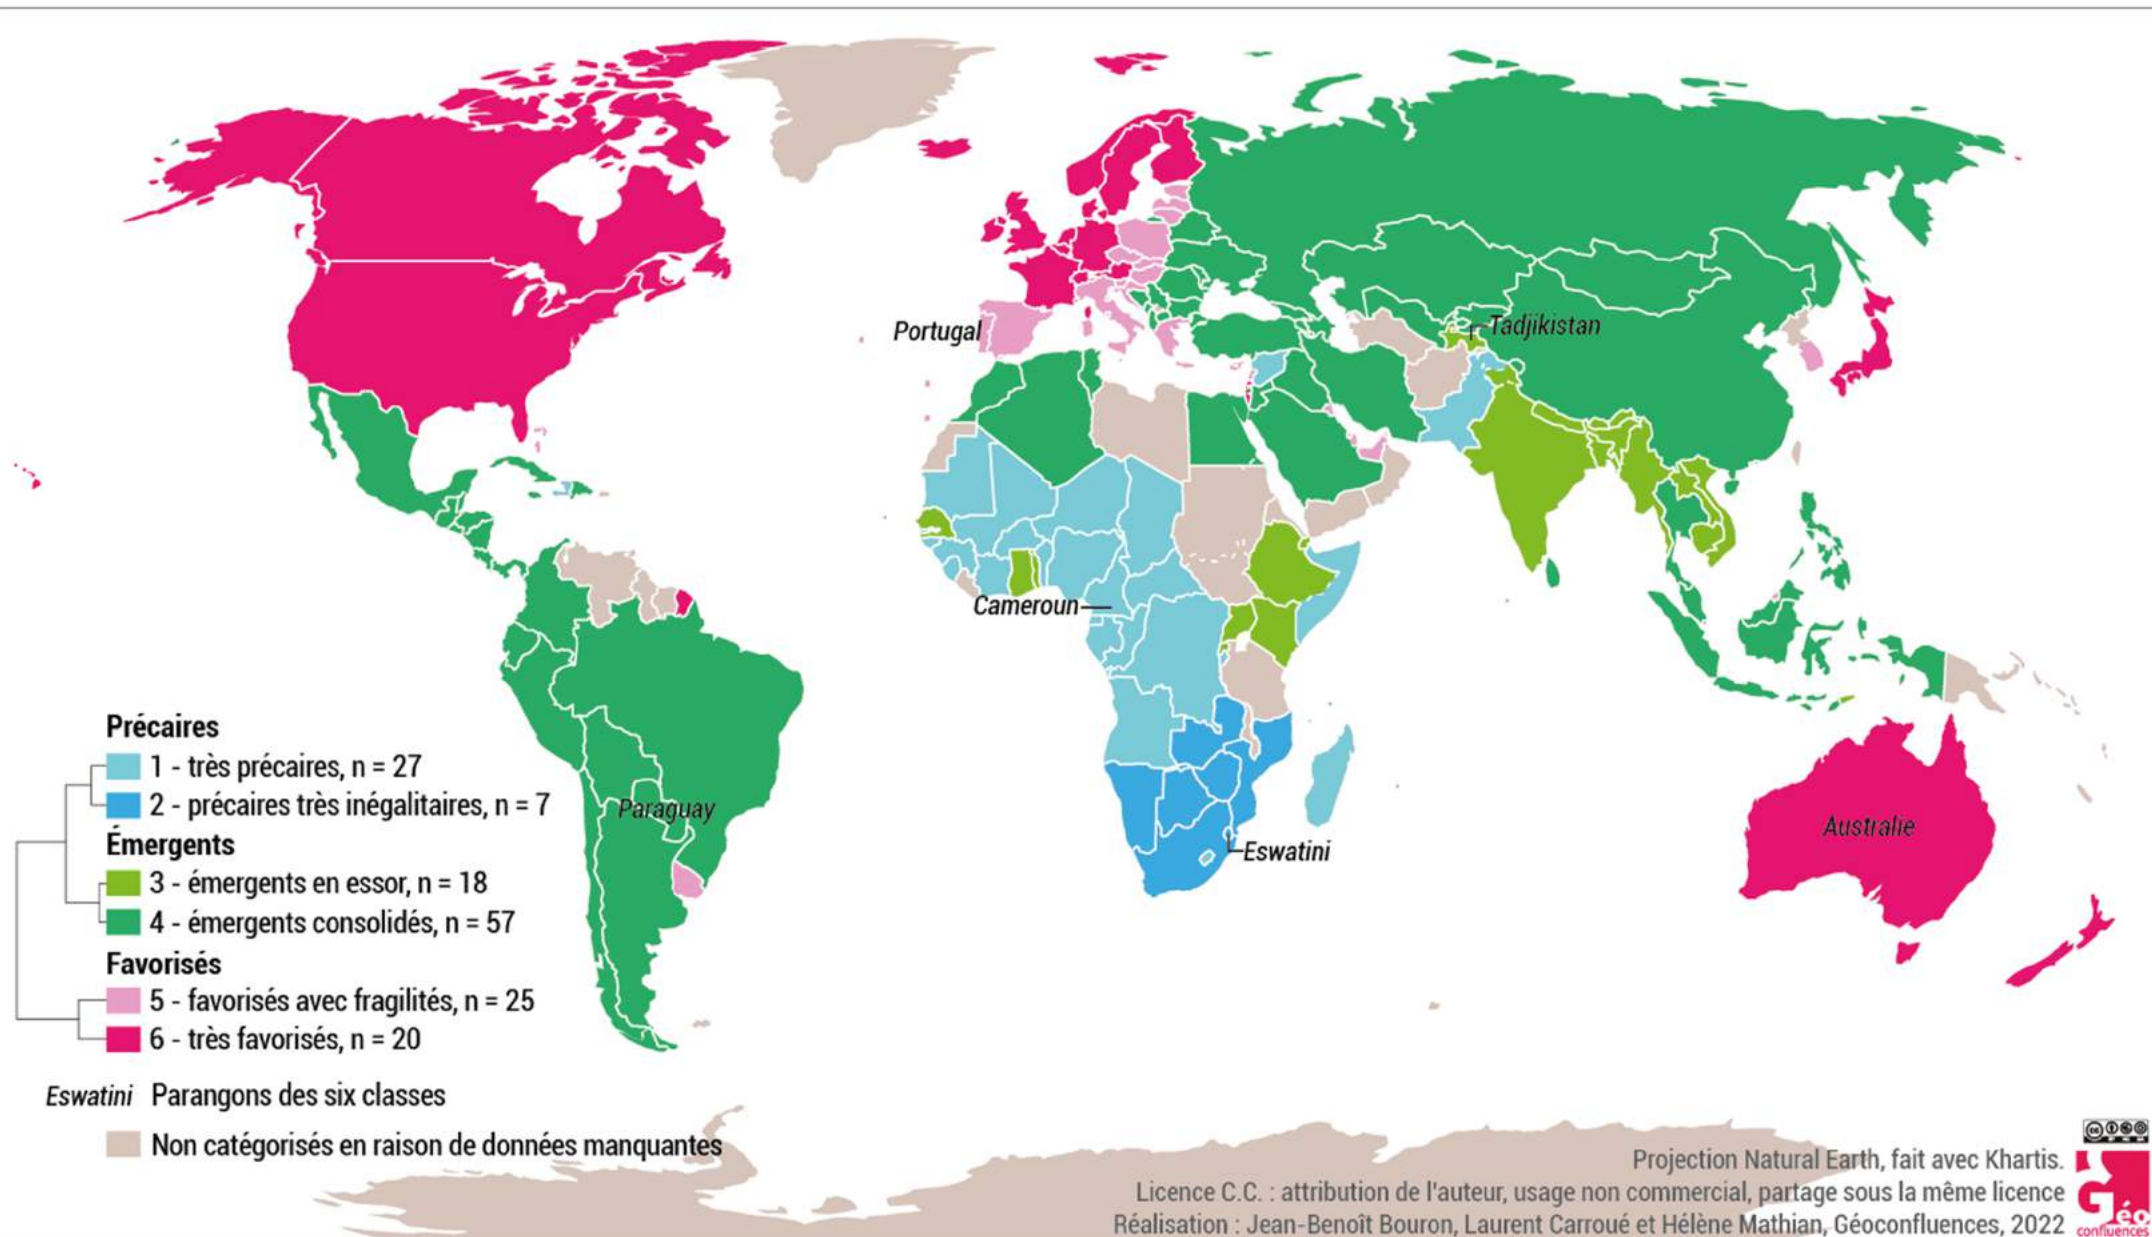 Portugal
Tadjikistan
Cameroun
Paraguay
Eswatini
Australie
Précaires
1 - très précaires, n = 27
2 - précaires très inégalitaires, n = 7
Émergents
3 - émergents en essor, n = 18
4 - émergents consolidés, n = 57
Favorisés
5 - favorisés avec fragilités, n = 25
6 - très favorisés, n = 20
Eswatini Parangons des six classes
Non catégorisés en raison de données manquantes
Projection Natural Earth, fait avec Khartis.
Licence C.C. : attribution de l'auteur, usage non commercial, partage sous la même licence
Réalisation : Jean-Benoît Bouron, Laurent Carroué et Hélène Mathian, Géoconfluences, 2022
Géo
confluences